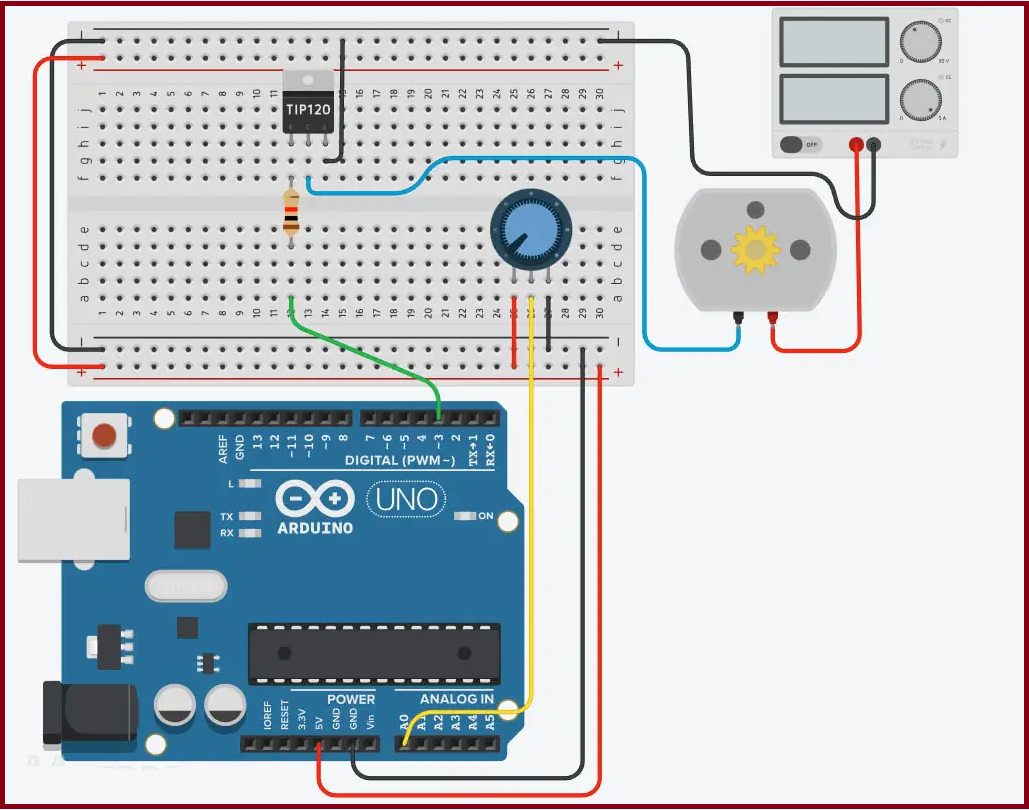 - -
+ +
1 2 3 4 5 6 7 8 9 10 11 12 13 14 15 16 17 18 19 20 21 22 23 24 25 26 27 28 29 30
TIP120
j j
i i
h h
g g
f f
e e
d d
c c
b b
a a
1 2 3 4 5 6 7 8 9 10 11 12 13 14 15 16 17 18 19 20 21 22 23 24 25 26 27 28 29 30
- -
+ +
0 30 V
0 5 A
OFF
AREF GND 13 12 ~11 ~10 ~9 8 7 ~6 ~5 4 ~3 2 TX→1 RX←0
DIGITAL (PWM~)
L
TX
RX
UNO
ARDUINO
ON
POWER
ANALOG IN
IOREF RESET 3.3V 5V GND GND Vin A0 A1 A2 A3 A4 A5